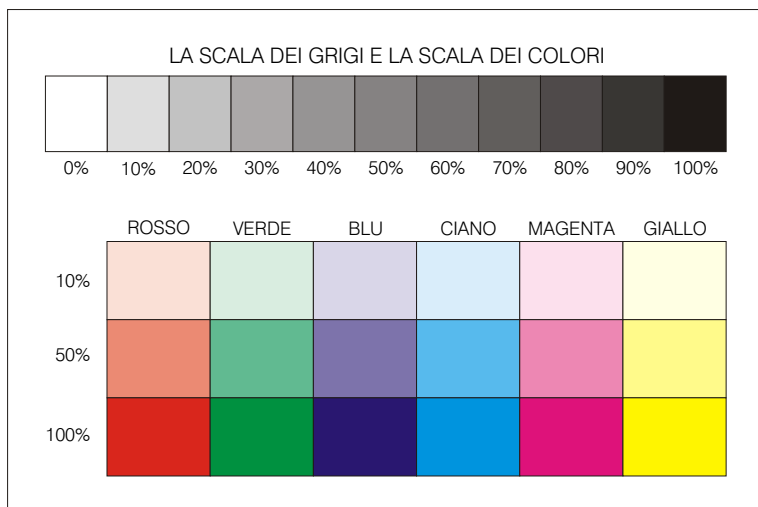 LA SCALA DEI GRIGI E LA SCALA DEI COLORI
0% 10% 20% 30% 40% 50% 60% 70% 80% 90% 100%
ROSSO VERDE BLU CIANO MAGENTA GIALLO
10%
50%
100%